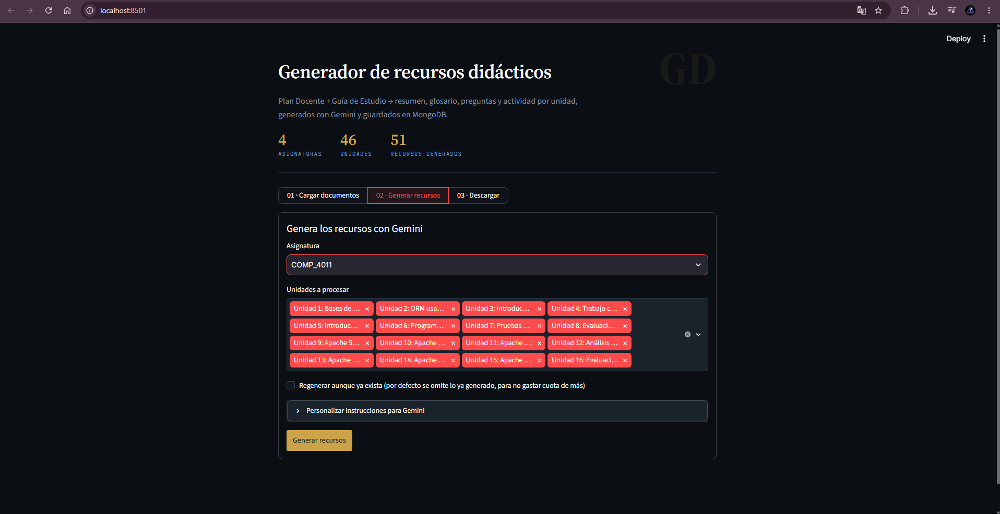 localhost:8501
Deploy
GD
Generador de recursos didácticos
Plan Docente + Guía de Estudio → resumen, glosario, preguntas y actividad por unidad,
generados con Gemini y guardados en MongoDB.
4 46 51
ASIGNATURAS UNIDADES RECURSOS GENERADOS
01 · Cargar documentos 02 · Generar recursos 03 · Descargar
Genera los recursos con Gemini
Asignatura
COMP_4011
Unidades a procesar
Unidad 1: Bases de ... × Unidad 2: ORM usa... × Unidad 3: Introduc... × Unidad 4: Trabajo c... ×
Unidad 5: Introduc... × Unidad 6: Program... × Unidad 7: Pruebas ... × Unidad 8: Evaluaci... ×
Unidad 9: Apache S... × Unidad 10: Apache ... × Unidad 11: Apache ... × Unidad 12: Análisis ... ×
Unidad 13: Apache ... × Unidad 14: Apache ... × Unidad 15: Apache ... × Unidad 16: Evaluaci... ×
Regenerar aunque ya exista (por defecto se omite lo ya generado, para no gastar cuota de más)
Personalizar instrucciones para Gemini
Generar recursos